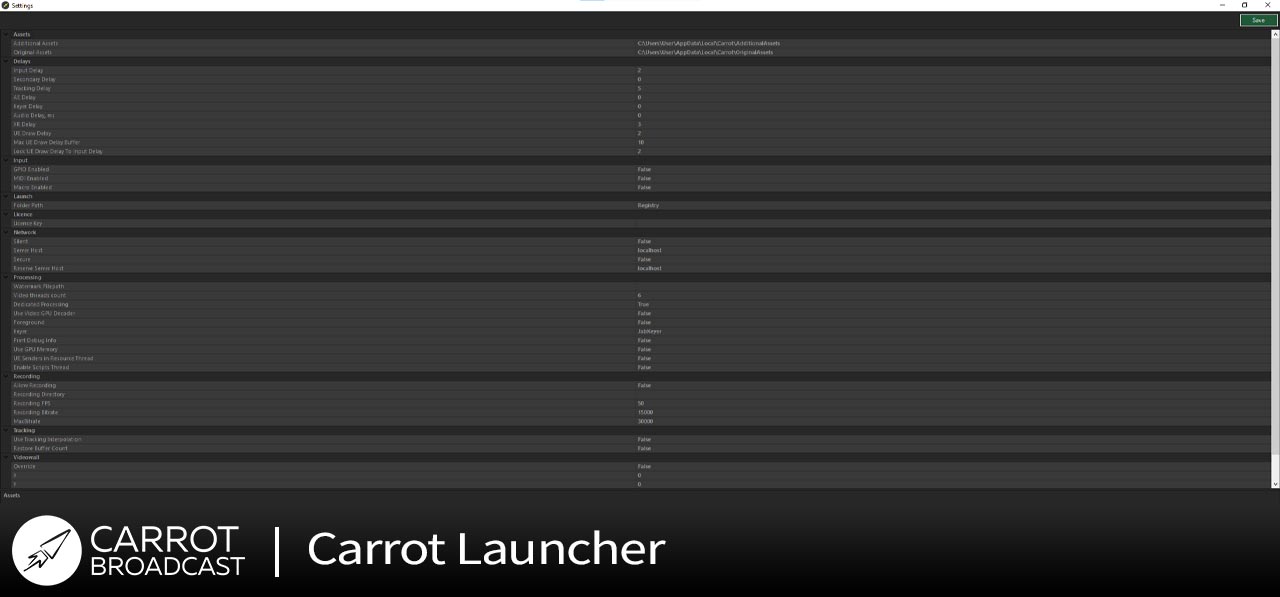 Settings
Save
Assets
Additional Assets C:\Users\User\AppData\Local\Carrot\AdditionalAssets
Original Assets C:\Users\User\AppData\Local\Carrot\OriginalAssets
Delays
Input Delay 2
Secondary Delay 0
Tracking Delay 5
AE Delay 0
Keyer Delay 0
Audio Delay, ms 0
XR Delay 3
UE Draw Delay 2
Max UE Draw Delay Buffer 10
Lock UE Draw Delay To Input Delay 2
Input
GPIO Enabled False
MIDI Enabled False
Macro Enabled False
Launch
Folder Path Registry
Licence
Licence Key
Network
Silent False
Server Host localhost
Secure False
Reserve Server Host localhost
Processing
Watermark Filepath
Video threads count 6
Dedicated Processing True
Use Video GPU Decoder False
Foreground False
Keyer JobKeyer
Print Debug Info False
Use GPU Memory False
UE Senders In Resource Thread False
Enable Scripts Thread False
Recording
Allow Recording False
Recording Directory
Recording FPS 50
Recording Bitrate 15000
MaxBitrate 30000
Tracking
Use Tracking Interpolation False
Restore Buffer Count False
Videowall
Override False
0
0
Assets
CARROT
BROADCAST
Carrot Launcher